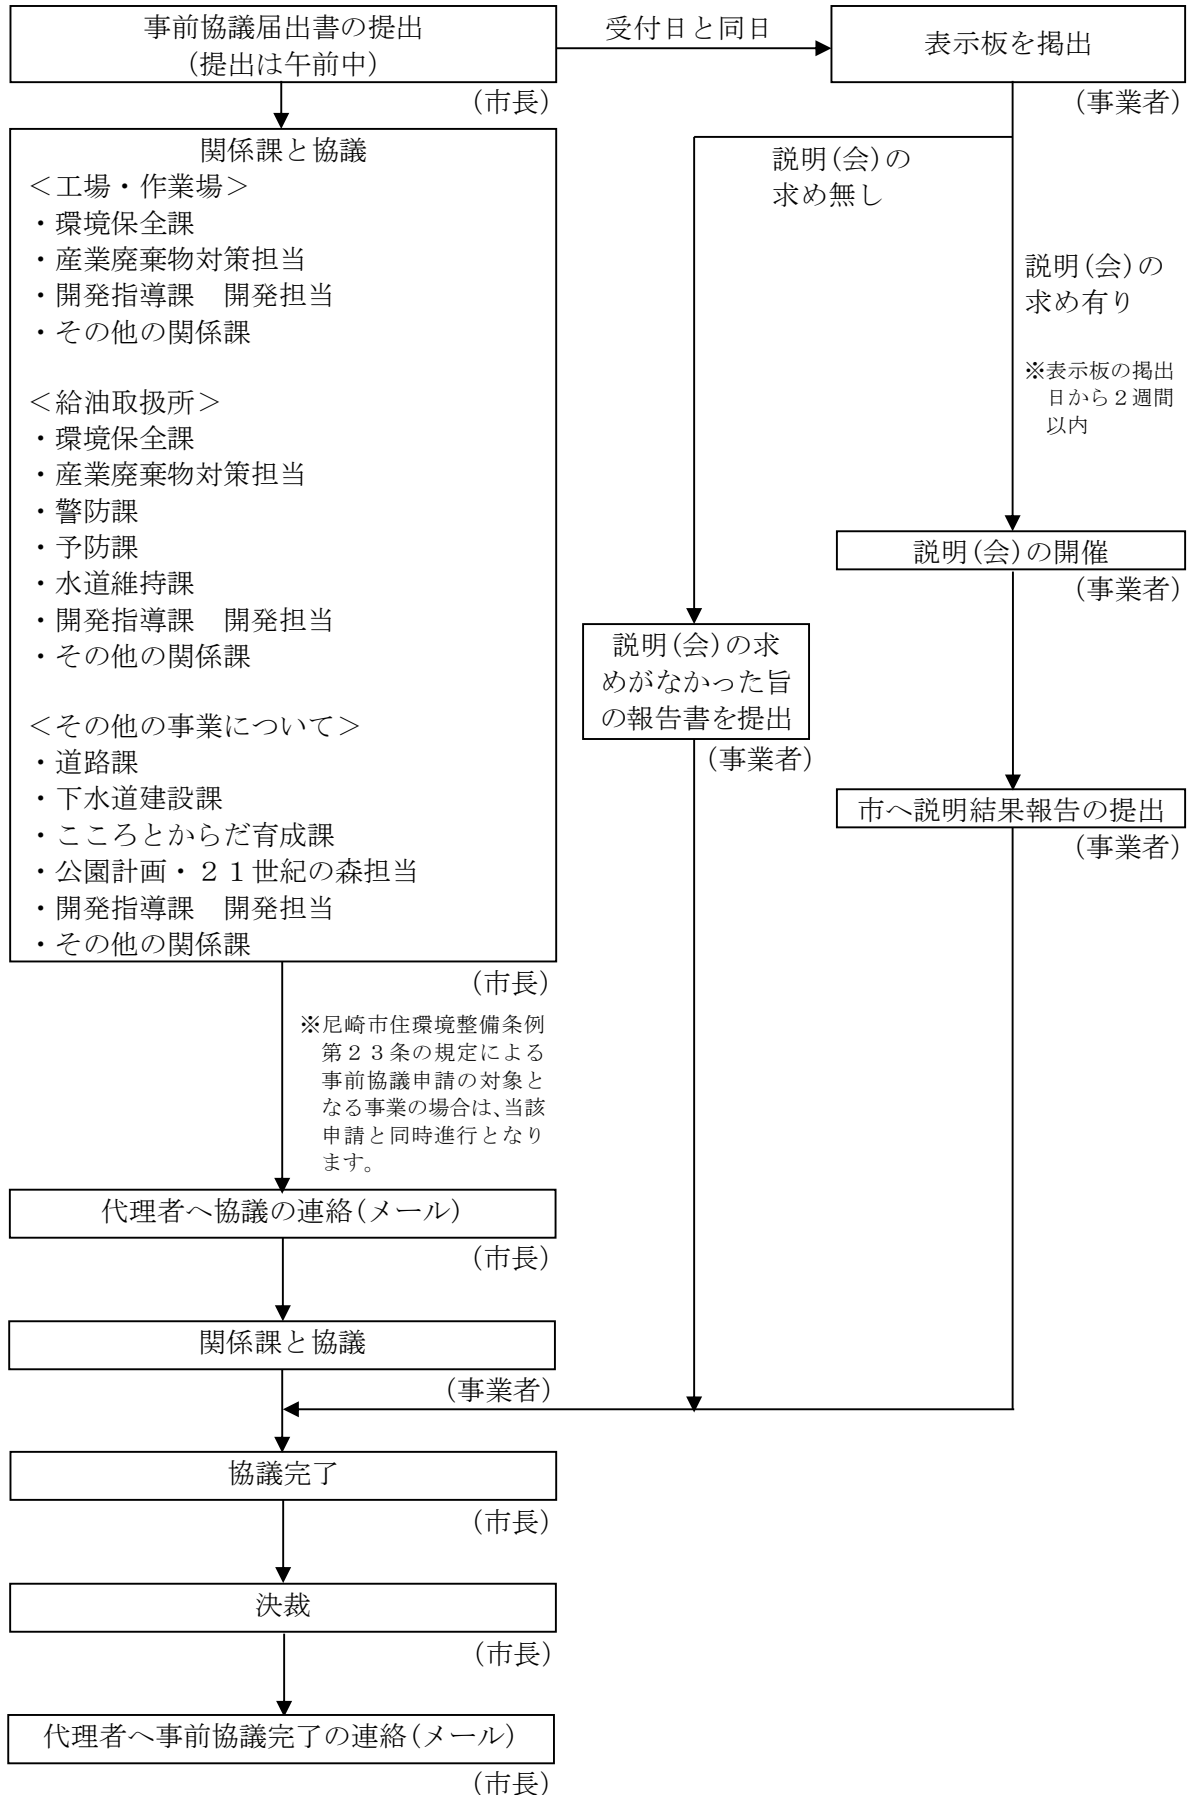 事前協議届出書の提出
(提出は午前中)
(市長)
受付日と同日
表示板を掲出
(事業者)
関係課と協議
＜工場・作業場＞
・環境保全課
・産業廃棄物対策担当
・開発指導課　開発担当
・その他の関係課
＜給油取扱所＞
・環境保全課
・産業廃棄物対策担当
・警防課
・予防課
・水道維持課
・開発指導課　開発担当
・その他の関係課
＜その他の事業について＞
・道路課
・下水道建設課
・こころとからだ育成課
・公園計画・２１世紀の森担当
・開発指導課　開発担当
・その他の関係課
(市長)
説明(会)の
求め無し
説明(会)の
求め有り
※表示板の掲出
日から２週間
以内
説明(会)の開催
(事業者)
説明(会)の求
めがなかった旨
の報告書を提出
(事業者)
市へ説明結果報告の提出
(事業者)
※尼崎市住環境整備条例
第２３条の規定による
事前協議申請の対象と
なる事業の場合は、当該
申請と同時進行となり
ます。
代理者へ協議の連絡(メール)
(市長)
関係課と協議
(事業者)
協議完了
(市長)
決裁
(市長)
代理者へ事前協議完了の連絡(メール)
(市長)